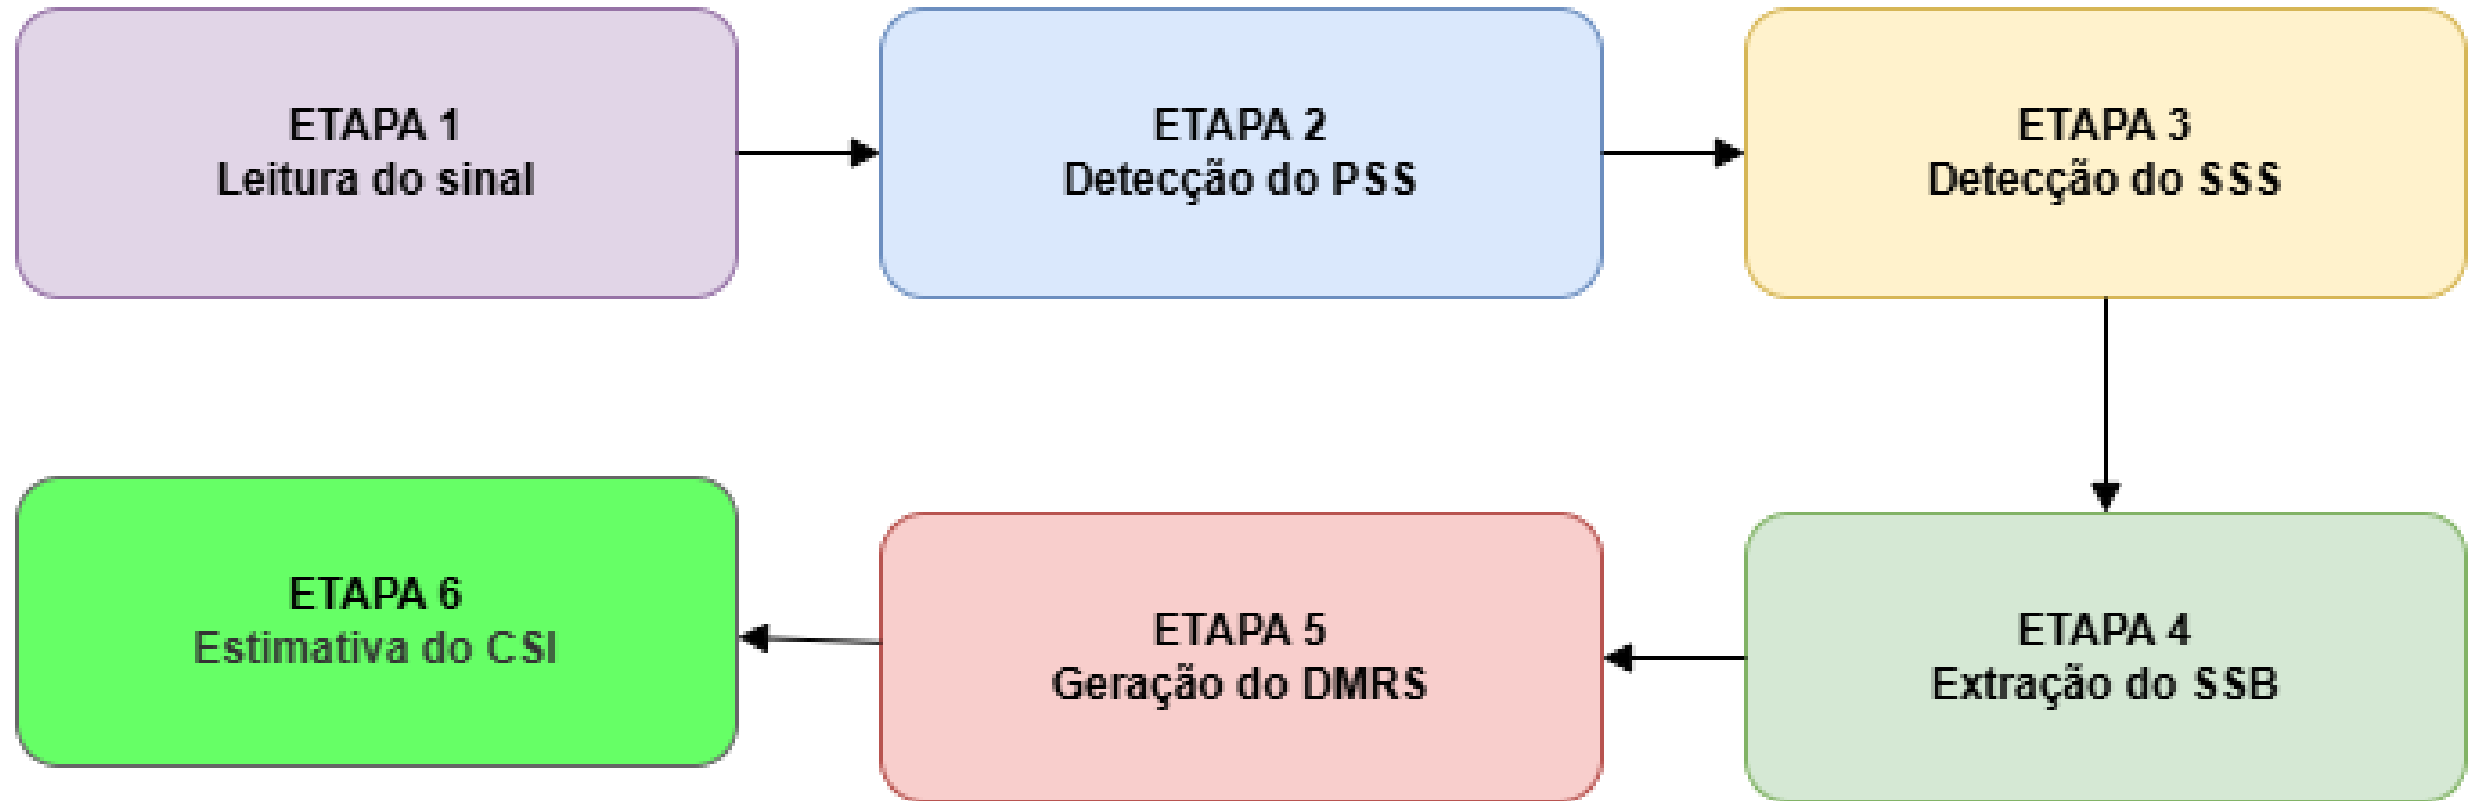 ETAPA 1
Leitura do sinal
ETAPA 2
Detecção do PSS
ETAPA 3
Detecção do SSS
ETAPA 4
Extração do SSB
ETAPA 5
Geração do DMRS
ETAPA 6
Estimativa do CSI